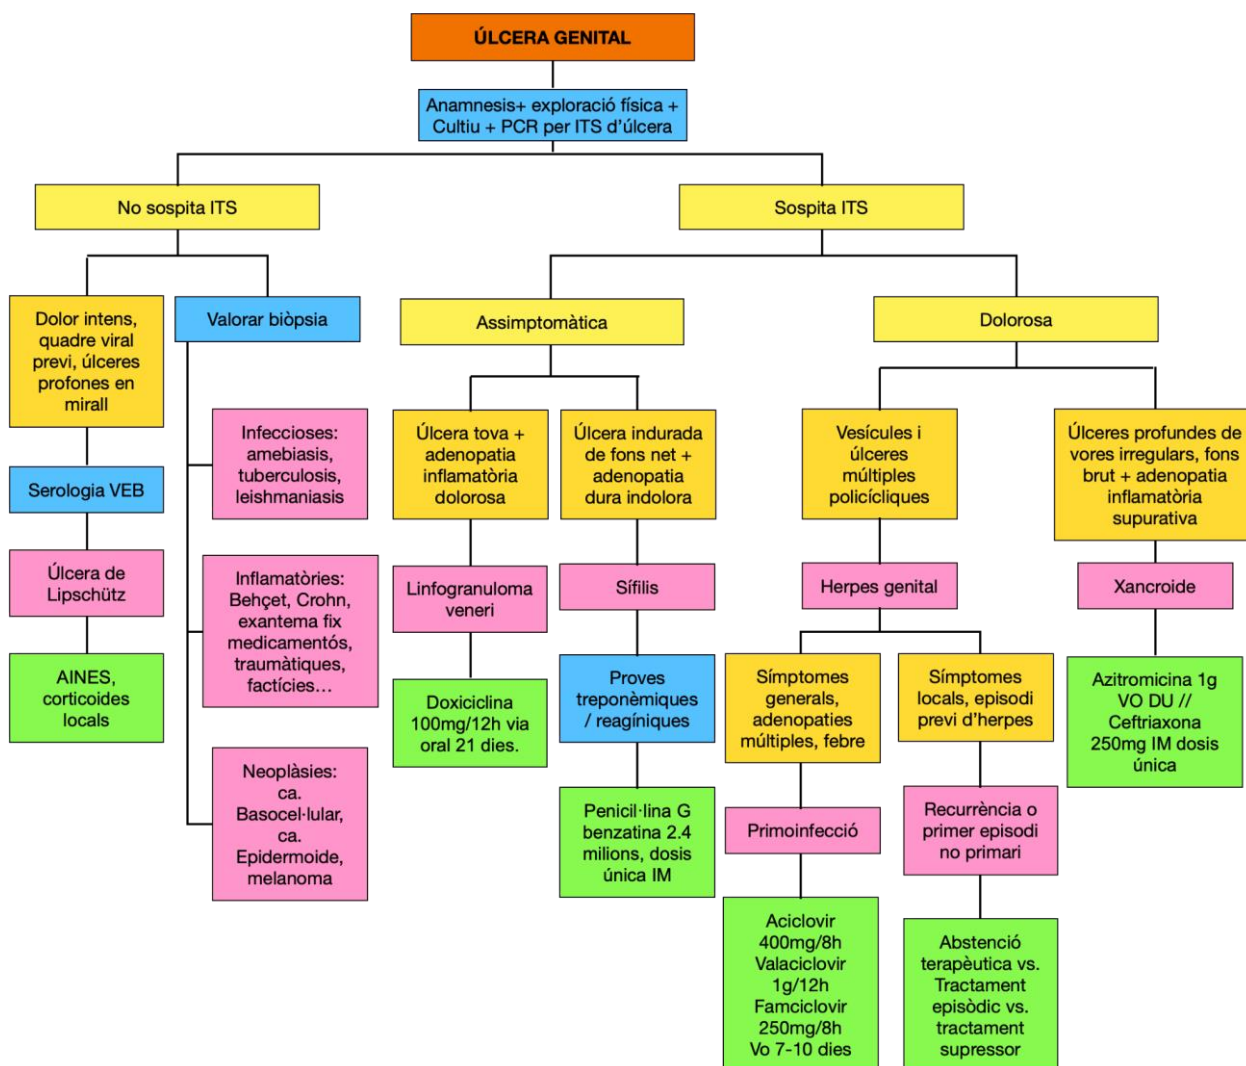 ÚLCERA GENITAL
Anamnesis+ exploració física +
Cultiu + PCR per ITS d'úlcera
No sospita ITS
Sospita ITS
Dolor intens,
quadre viral
previ, úlceres
profones en
mirall
Valorar biòpsia
Assimptomàtica
Dolorosa
Infeccioses:
amebiasis,
tuberculosis,
leishmaniasis
Úlcera tova +
adenopatia
inflamatòria
dolorosa
Úlcera indurada
de fons net +
adenopatia
dura indolora
Vesícules i
úlceres
múltiples
policícliques
Úlceres profundes de
vores irregulars, fons
brut + adenopatia
inflamatòria
supurativa
Serologia VEB
Úlcera de
Lipschütz
AINES,
corticoides
locals
Inflamatòries:
Behçet, Crohn,
exantema fix
medicamentós,
traumàtiques,
factícies...
Linfogranuloma
veneri
Sífilis
Herpes genital
Xancroide
Doxiciclina
100mg/12h via
oral 21 dies.
Proves
treponèmiques
/ reagíniques
Símptomes
generals,
adenopaties
múltiples, febre
Símptomes
locals, episodi
previ d'herpes
Azitromicina 1g
VO DU //
Ceftriaxona
250mg IM dosis
única
Neoplàsies:
ca.
Basocel·lular,
ca.
Epidermoide,
melanoma
Penicil·lina G
benzatina 2.4
milions, dosis
única IM
Primoinfecció
Recurrència o
primer episodi
no primari
Aciclovir
400mg/8h
Valaciclovir
1g/12h
Famciclovir
250mg/8h
Vo 7-10 dies
Abstenció
terapèutica vs.
Tractament
episòdic vs.
tractament
supressor